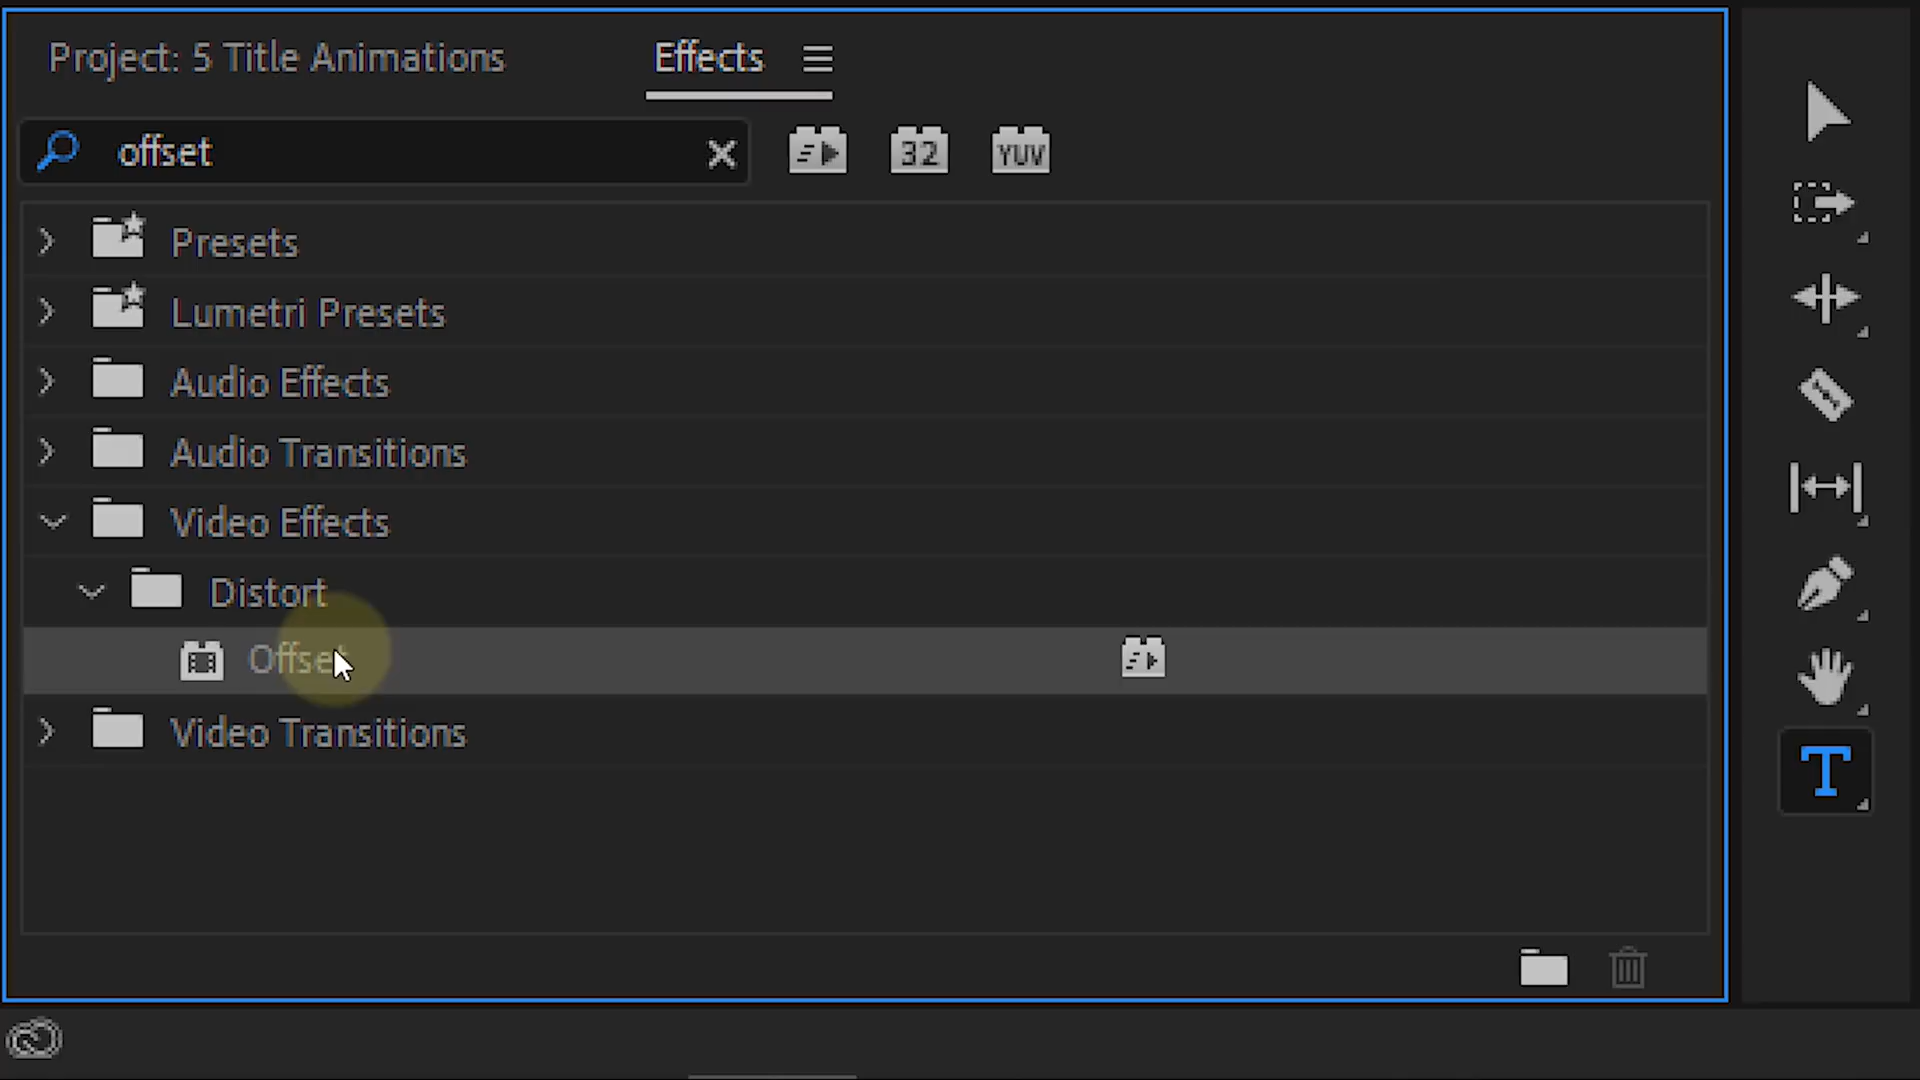 Project: 5 Title Animations
Effects
offset
32
YUV
Presets
Lumetri Presets
Audio Effects
Audio Transitions
Video Effects
Distort
Offset
Video Transitions
T